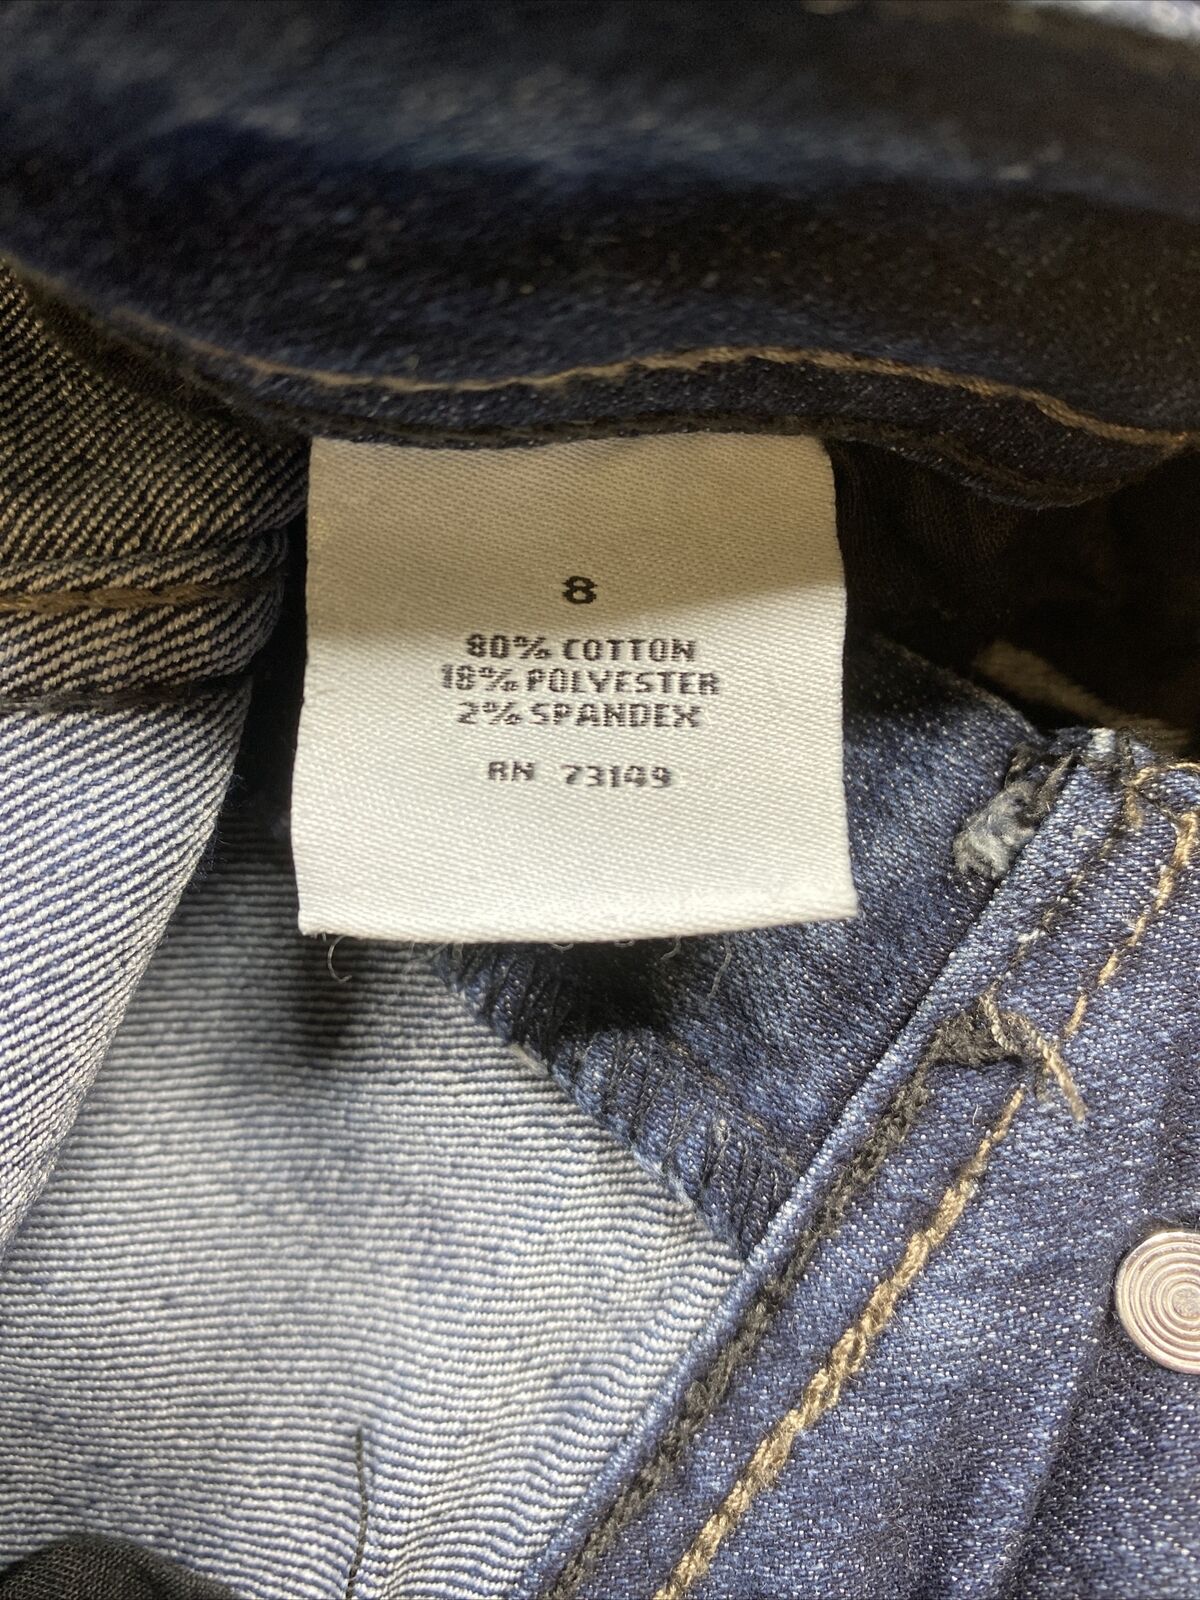 8
80% COTTON
18% POLYESTER
2% SPANDEX
RN 73149